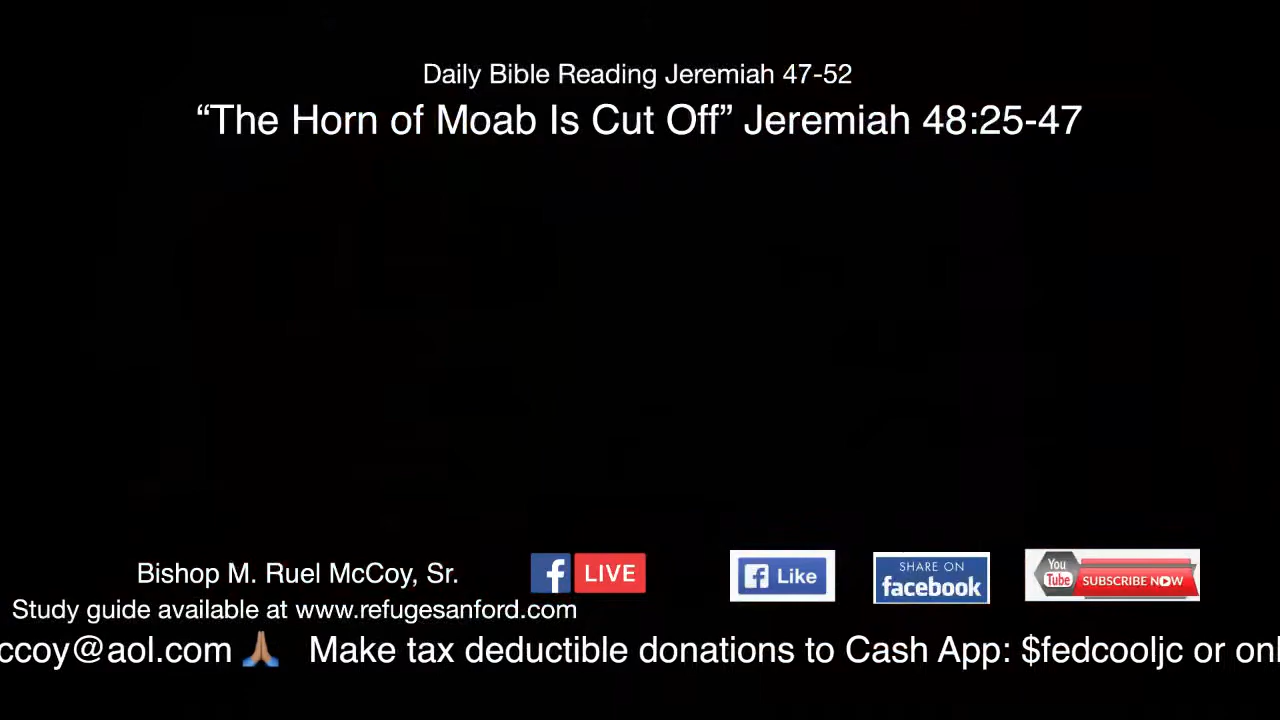 Daily Bible Reading Jeremiah 47-52
“The Horn of Moab Is Cut Off” Jeremiah 48:25-47
Bishop M. Ruel McCoy, Sr.
f LIVE
f Like
SHARE ON
facebook
You
Tube
SUBSCRIBE NOW
Study guide available at www.refugesanford.com
ccoy@aol.com 🙏🏽 Make tax deductible donations to Cash App: $fedcooljc or onl